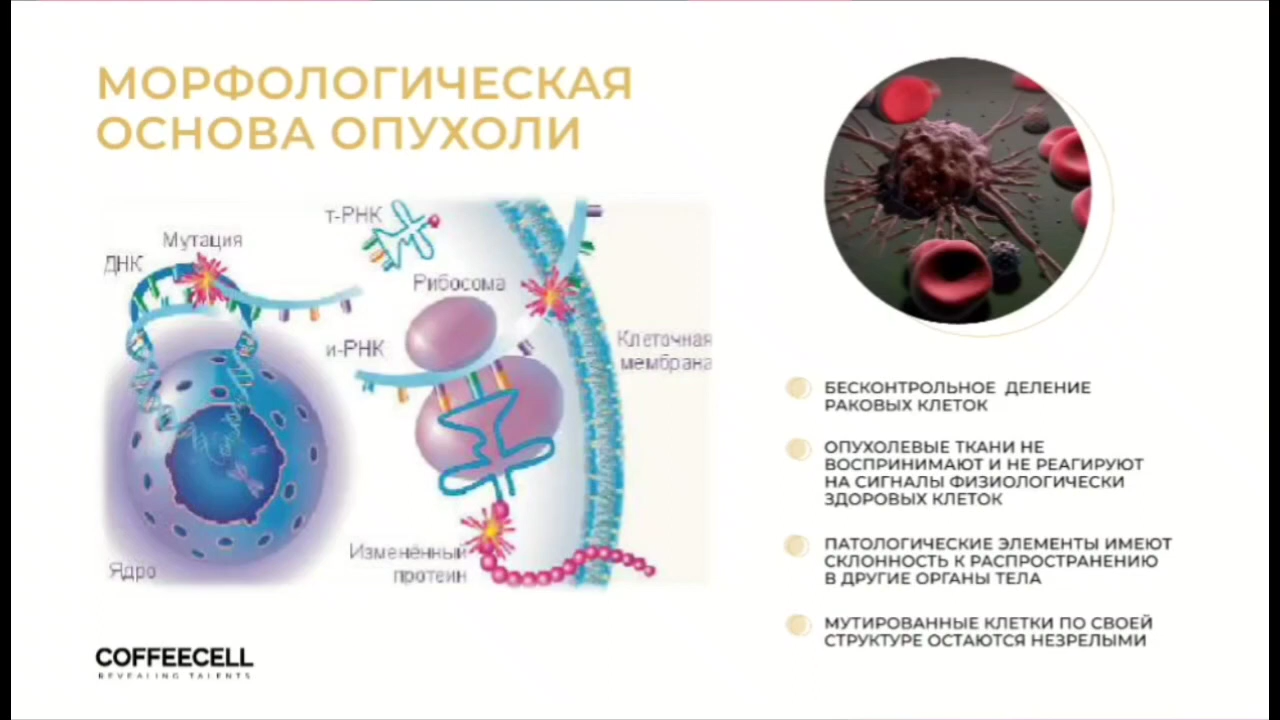 МОРФОЛОГИЧЕСКАЯ
ОСНОВА ОПУХОЛИ
т-РНК
Мутация
ДНК
Рибосома
и-РНК
Клеточная
мембрана
Изменённый
протеин
Ядро
БЕСКОНТРОЛЬНОЕ ДЕЛЕНИЕ
РАКОВЫХ КЛЕТОК
ОПУХОЛЕВЫЕ ТКАНИ НЕ
ВОСПРИНИМАЮТ И НЕ РЕАГИРУЮТ
НА СИГНАЛЫ ФИЗИОЛОГИЧЕСКИ
ЗДОРОВЫХ КЛЕТОК
ПАТОЛОГИЧЕСКИЕ ЭЛЕМЕНТЫ ИМЕЮТ
СКЛОННОСТЬ К РАСПРОСТРАНЕНИЮ
В ДРУГИЕ ОРГАНЫ ТЕЛА
МУТИРОВАННЫЕ КЛЕТКИ ПО СВОЕЙ
СТРУКТУРЕ ОСТАЮТСЯ НЕЗРЕЛЫМИ
COFFEECELL
REVEALING TALENTS